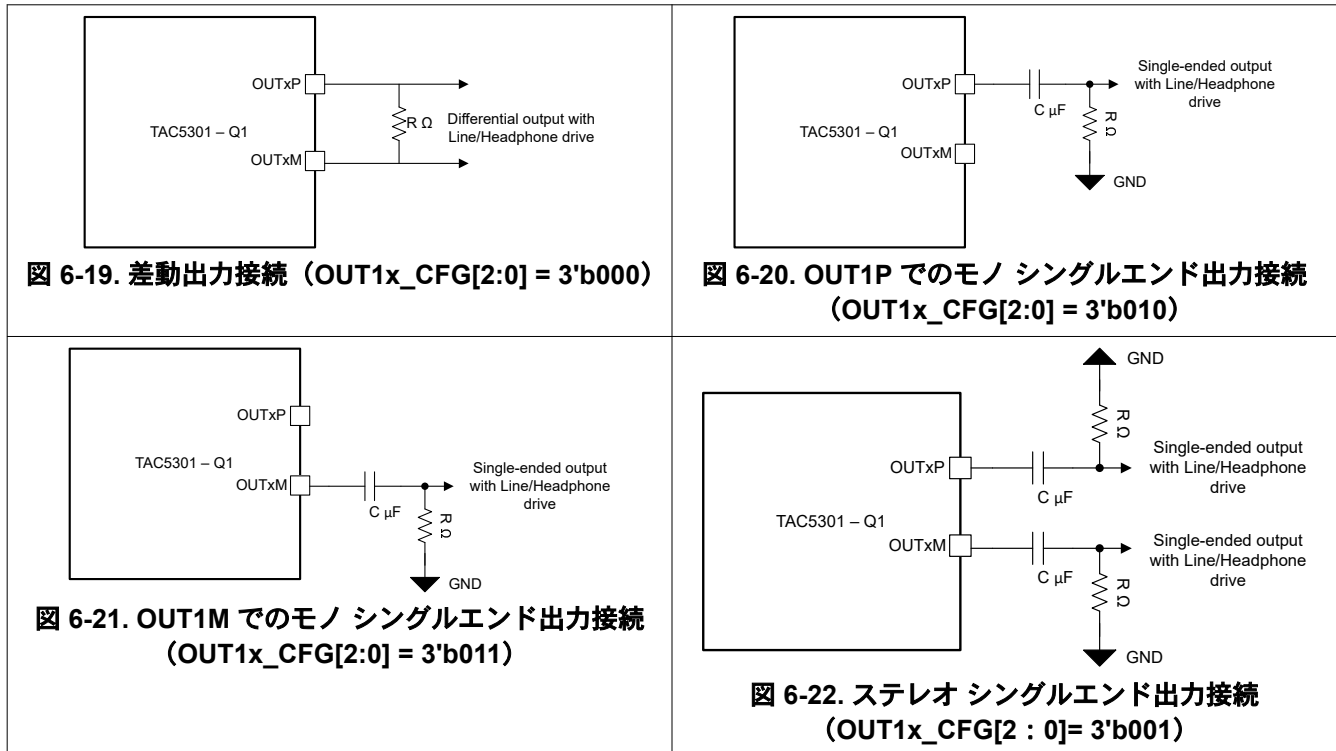 OUTxP
TAC5301 – Q1
R Ω
Differential output with
Line/Headphone drive
OUTxM
図 6-19. 差動出力接続（OUT1x_CFG[2:0] = 3'b000）
Single-ended output
with Line/Headphone
drive
OUTxP
C µF
R Ω
TAC5301 – Q1
OUTxM
GND
図 6-20. OUT1P でのモノ シングルエンド出力接続
（OUT1x_CFG[2:0] = 3'b010）
OUTxP
TAC5301 – Q1
OUTxM
Single-ended output
with Line/Headphone
drive
C µF
R Ω
GND
図 6-21. OUT1M でのモノ シングルエンド出力接続
（OUT1x_CFG[2:0] = 3'b011）
GND
R Ω
OUTxP
Single-ended output
with Line/Headphone
drive
C µF
TAC5301 – Q1
OUTxM
Single-ended output
with Line/Headphone
drive
C µF
R Ω
GND
図 6-22. ステレオ シングルエンド出力接続
（OUT1x_CFG[2：0]= 3'b001）